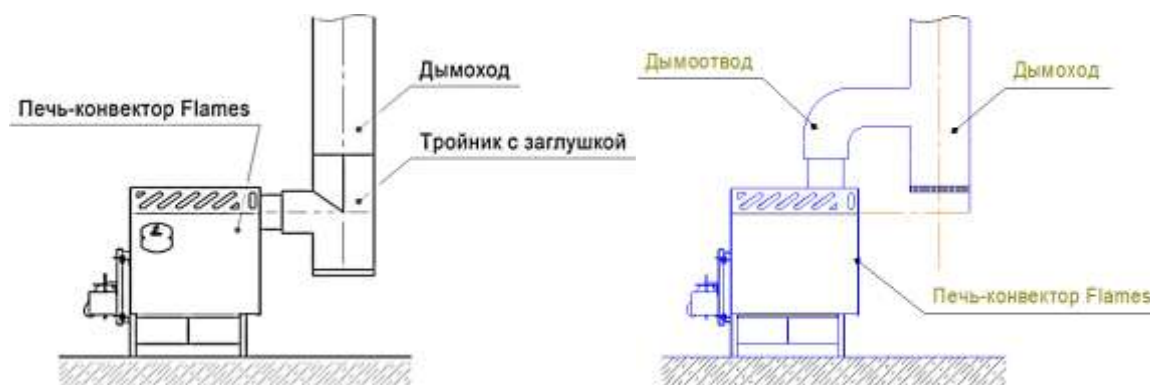 Дымоход
Печь-конвектор Flames
Тройник с заглушкой
Дымоотвод
Дымоход
Печь-конвектор Flames